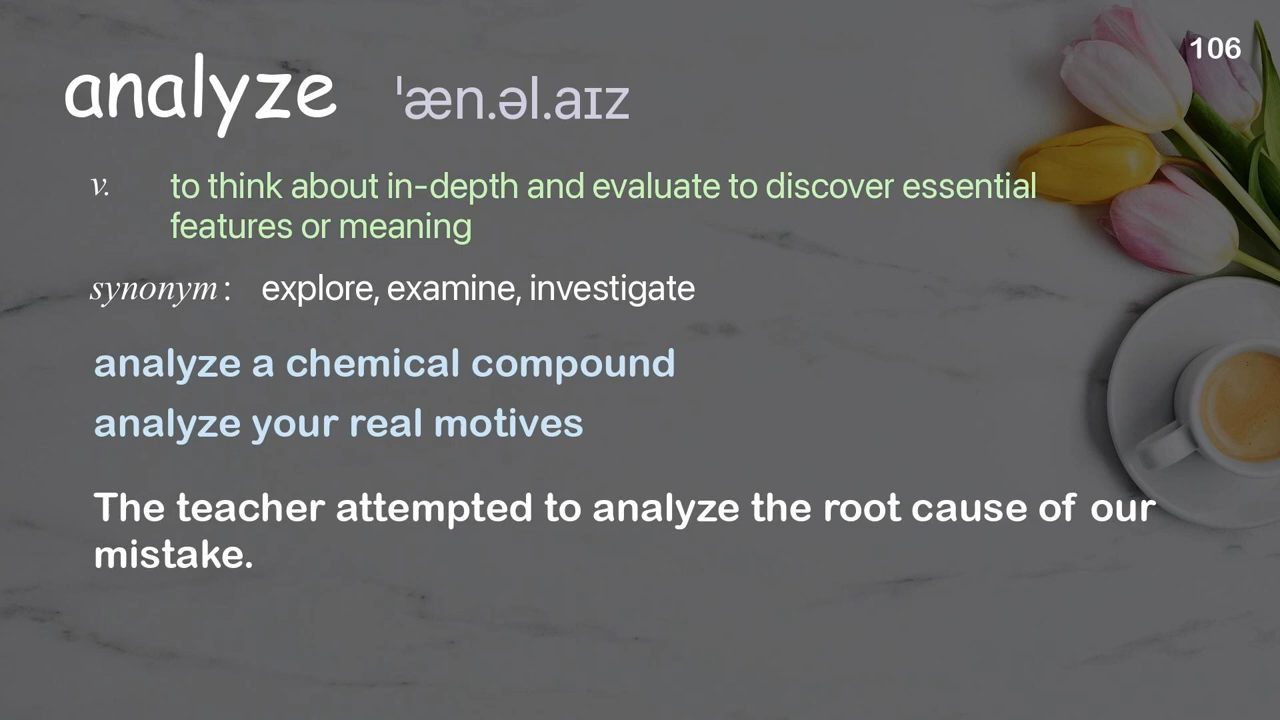 106
analyze ˈæn.əl.aɪz
v. to think about in-depth and evaluate to discover essential
features or meaning
synonym : explore, examine, investigate
analyze a chemical compound
analyze your real motives
The teacher attempted to analyze the root cause of our
mistake.